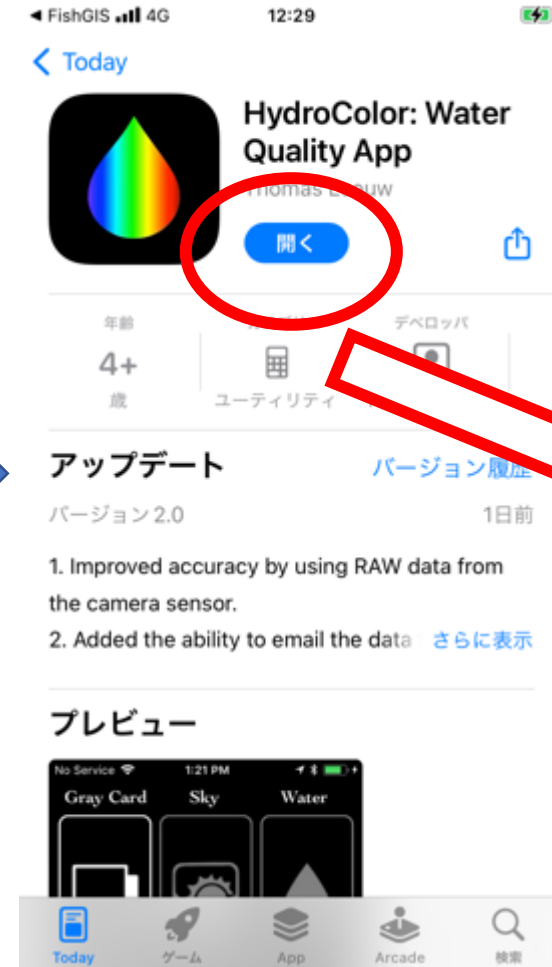 FishGIS 4G 12:29
Today
HydroColor: Water
Quality App
Thomas
開く
年齢
デベロッパ
4+
歳
ユーティリティ
アップデート
バージョン履歴
バージョン 2.0
1日前
1. Improved accuracy by using RAW data from
the camera sensor.
2. Added the ability to email the data さらに表示
プレビュー
No Service 1:21 PM
Gray Card Sky Water
Today ゲーム App Arcade 検索